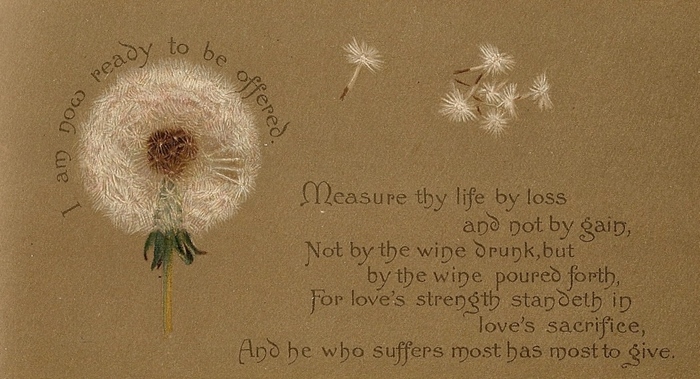 I am now ready to be offered.
Measure thy life by loss
and not by gain,
Not by the wine drunk, but
by the wine poured forth,
For love's strength standeth in
love's sacrifice,
And he who suffers most has most to give.